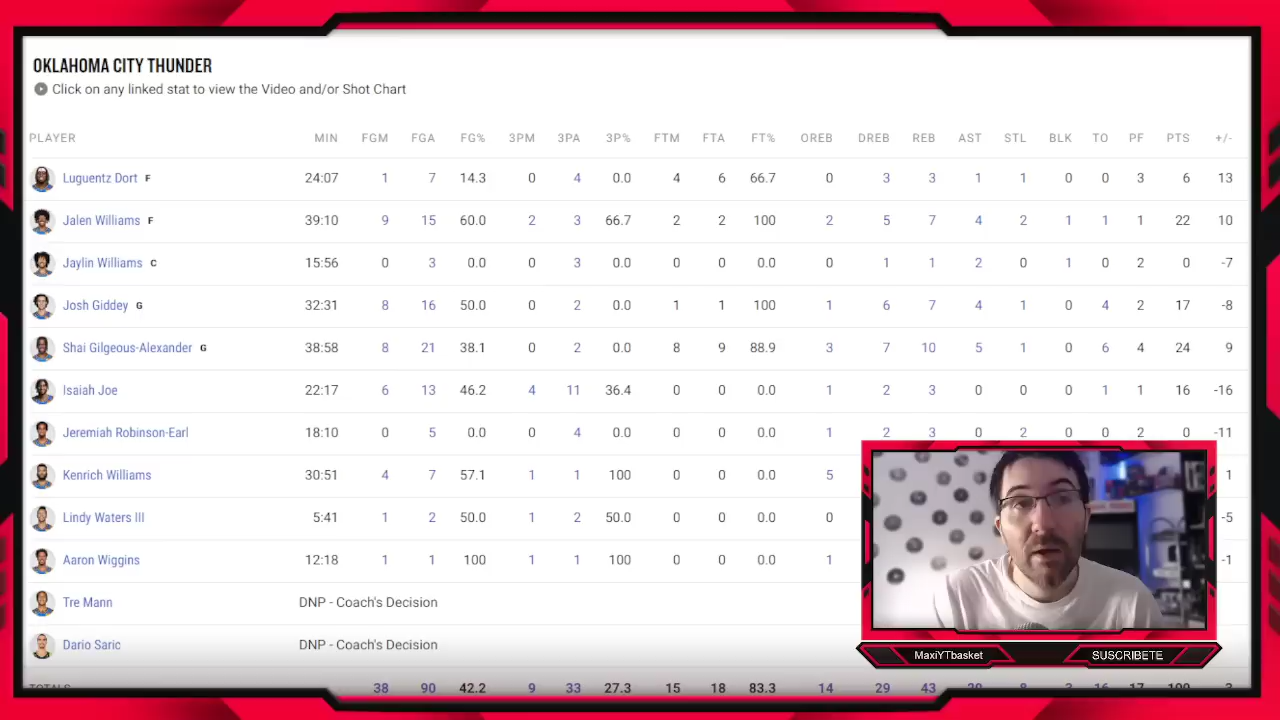 OKLAHOMA CITY THUNDER
Click on any linked stat to view the Video and/or Shot Chart
PLAYER MIN FGM FGA FG% 3PM 3PA 3P% FTM FTA FT% OREB DREB REB AST STL BLK TO PF PTS +/-
Luguentz Dort F 24:07 1 7 14.3 0 4 0.0 4 6 66.7 0 3 3 1 1 0 0 3 6 13
Jalen Williams F 39:10 9 15 60.0 2 3 66.7 2 2 100 2 5 7 4 2 1 1 1 22 10
Jaylin Williams C 15:56 0 3 0.0 0 3 0.0 0 0 0.0 0 1 1 2 0 1 0 2 0 -7
Josh Giddey G 32:31 8 16 50.0 0 2 0.0 1 1 100 1 6 7 4 1 0 4 2 17 -8
Shai Gilgeous-Alexander G 38:58 8 21 38.1 0 2 0.0 8 9 88.9 3 7 10 5 1 0 6 4 24 9
Isaiah Joe 22:17 6 13 46.2 4 11 36.4 0 0 0.0 1 2 3 0 0 0 1 1 16 -16
Jeremiah Robinson-Earl 18:10 0 5 0.0 0 4 0.0 0 0 0.0 1 2 3 0 2 0 0 2 0 -11
Kenrich Williams 30:51 4 7 57.1 1 1 100 0 0 0.0 5 1
Lindy Waters III 5:41 1 2 50.0 1 2 50.0 0 0 0.0 0 -5
Aaron Wiggins 12:18 1 1 100 1 1 100 0 0 0.0 1 -1
Tre Mann DNP - Coach's Decision
Dario Saric DNP - Coach's Decision
TOTALS 38 90 42.2 9 33 27.3 15 18 83.3 14 29 43
MaxiYTbasket
SUSCRIBETE